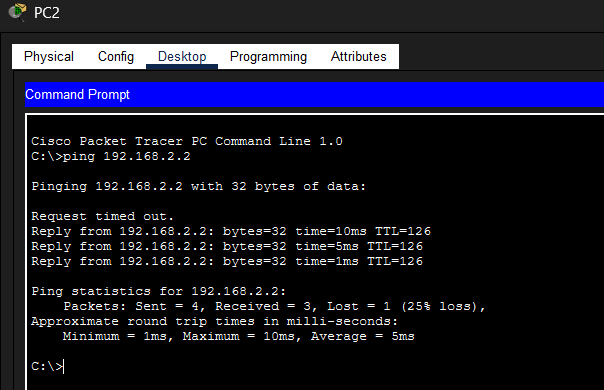 PC2
Physical Config Desktop Programming Attributes
Command Prompt
Cisco Packet Tracer PC Command Line 1.0
C:\>ping 192.168.2.2
Pinging 192.168.2.2 with 32 bytes of data:
Request timed out.
Reply from 192.168.2.2: bytes=32 time=10ms TTL=126
Reply from 192.168.2.2: bytes=32 time=5ms TTL=126
Reply from 192.168.2.2: bytes=32 time=1ms TTL=126
Ping statistics for 192.168.2.2:
Packets: Sent = 4, Received = 3, Lost = 1 (25% loss),
Approximate round trip times in milli-seconds:
Minimum = 1ms, Maximum = 10ms, Average = 5ms
C:\>